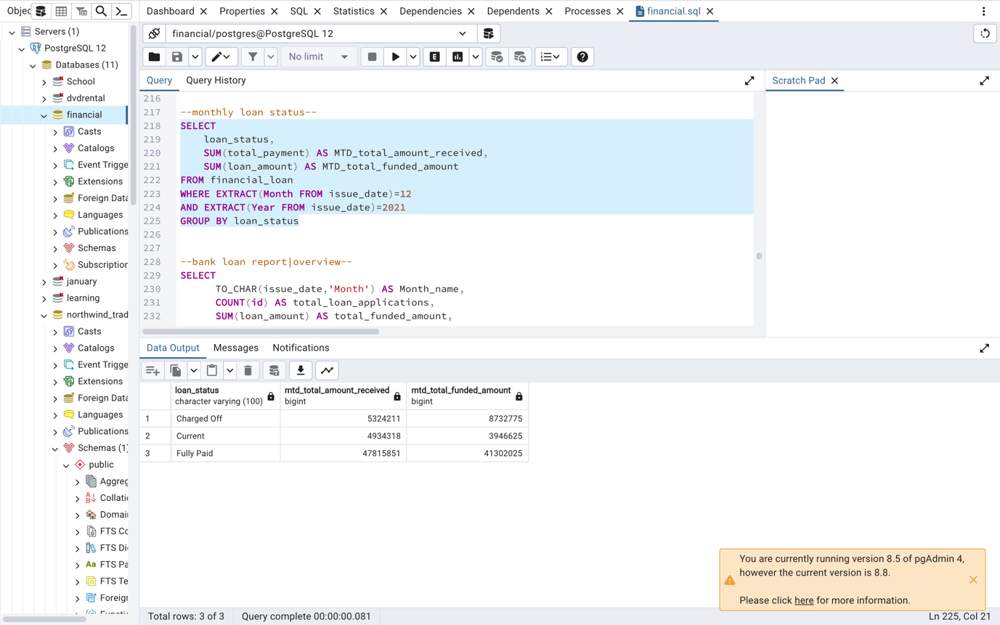 Objec
Servers (1)
PostgreSQL 12
Databases (11)
School
dvdrental
financial
Casts
Catalogs
Event Trigge
Extensions
Foreign Data
Languages
Publications
Schemas
Subscription
january
learning
northwind_trad
Casts
Catalogs
Event Trigge
Extensions
Foreign Data
Languages
Publications
Schemas (1)
public
Aggreg
Collatic
Domai
FTS Co
FTS Di
Aa FTS Pa
FTS Te
Foreigr
Dashboard Properties SQL Statistics Dependencies Dependents Processes financial.sql
financial/postgres@PostgreSQL 12
No limit
E
Query Query History
Scratch Pad
216
217 --monthly loan status--
218 SELECT
219 loan_status,
220 SUM(total_payment) AS MTD_total_amount_received,
221 SUM(loan_amount) AS MTD_total_funded_amount
222 FROM financial_loan
223 WHERE EXTRACT(Month FROM issue_date)=12
224 AND EXTRACT(Year FROM issue_date)=2021
225 GROUP BY loan_status
226
227
228 --bank loan report|overview--
229 SELECT
230 TO_CHAR(issue_date,'Month') AS Month_name,
231 COUNT(id) AS total_loan_applications,
232 SUM(loan_amount) AS total_funded_amount,
Data Output Messages Notifications
loan_status mtd_total_amount_received mtd_total_funded_amount
character varying (100) bigint bigint
1 Charged Off 5324211 8732775
2 Current 4934318 3946625
3 Fully Paid 47815851 41302025
You are currently running version 8.5 of pgAdmin 4,
however the current version is 8.8.
Please click here for more information.
Total rows: 3 of 3 Query complete 00:00:00.081 Ln 225, Col 21